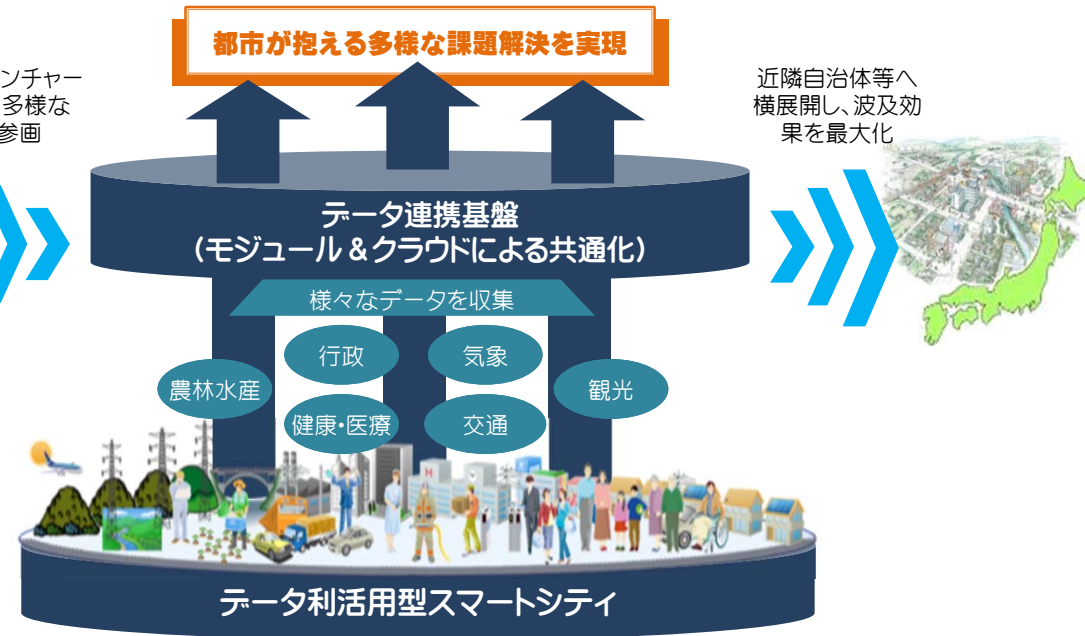 都市が抱える多様な課題解決を実現
ンチャー
多様な
参画
近隣自治体等へ
横展開し、波及効
果を最大化
データ連携基盤
(モジュール&クラウドによる共通化)
様々なデータを収集
行政
気象
農林水産
観光
健康・医療
交通
H
データ利活用型スマートシティ